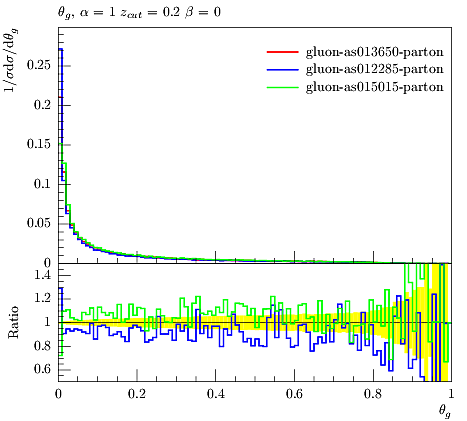 θg, α = 1 zcut = 0.2 β = 0
1/σdσ/dθg
gluon-as013650-parton
gluon-as012285-parton
gluon-as015015-parton
0.25
0.2
0.15
0.1
0.05
0
1.4
1.2
1
0.8
0.6
Ratio
0 0.2 0.4 0.6 0.8 1
θg